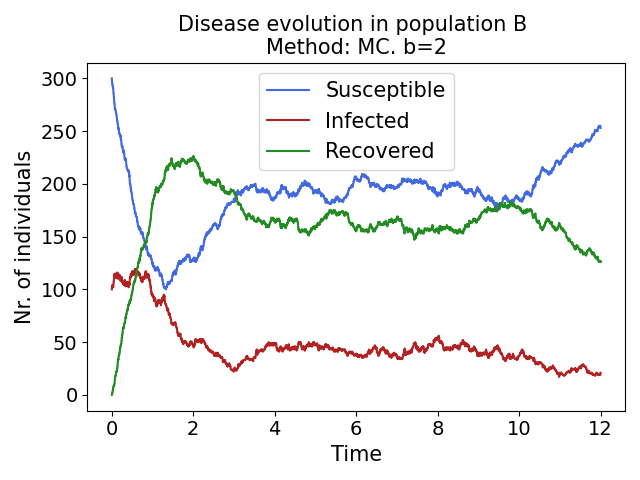 Disease evolution in population B
Method: MC. b=2
Susceptible
Infected
Recovered
Nr. of individuals
300
250
200
150
100
50
0
0 2 4 6 8 10 12
Time